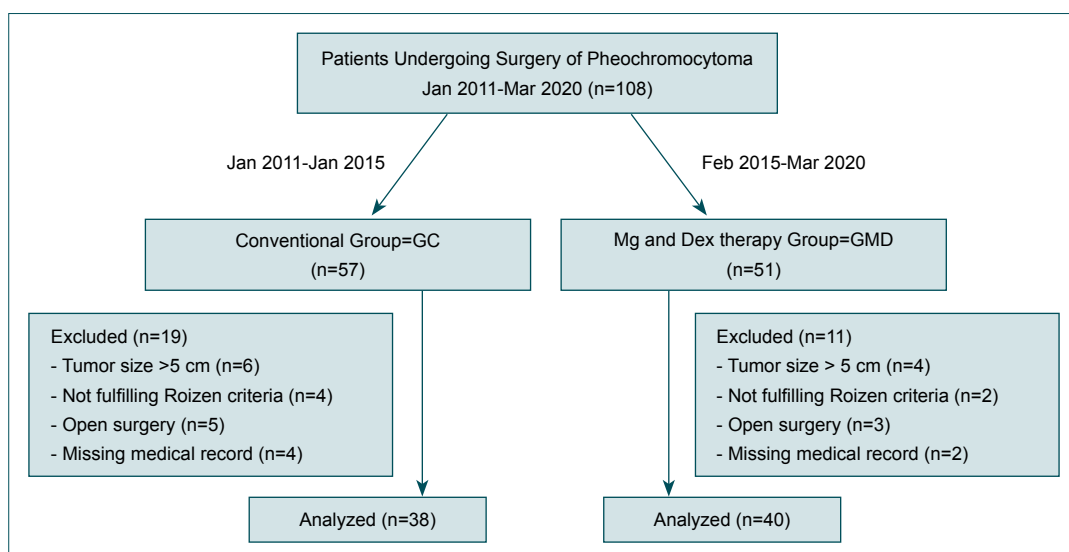 Patients Undergoing Surgery of Pheochromocytoma
Jan 2011-Mar 2020 (n=108)
Jan 2011-Jan 2015
Feb 2015-Mar 2020
Conventional Group=GC
(n=57)
Mg and Dex therapy Group=GMD
(n=51)
Excluded (n=19)
- Tumor size >5 cm (n=6)
- Not fulfilling Roizen criteria (n=4)
- Open surgery (n=5)
- Missing medical record (n=4)
Excluded (n=11)
- Tumor size > 5 cm (n=4)
- Not fulfilling Roizen criteria (n=2)
- Open surgery (n=3)
- Missing medical record (n=2)
Analyzed (n=38)
Analyzed (n=40)